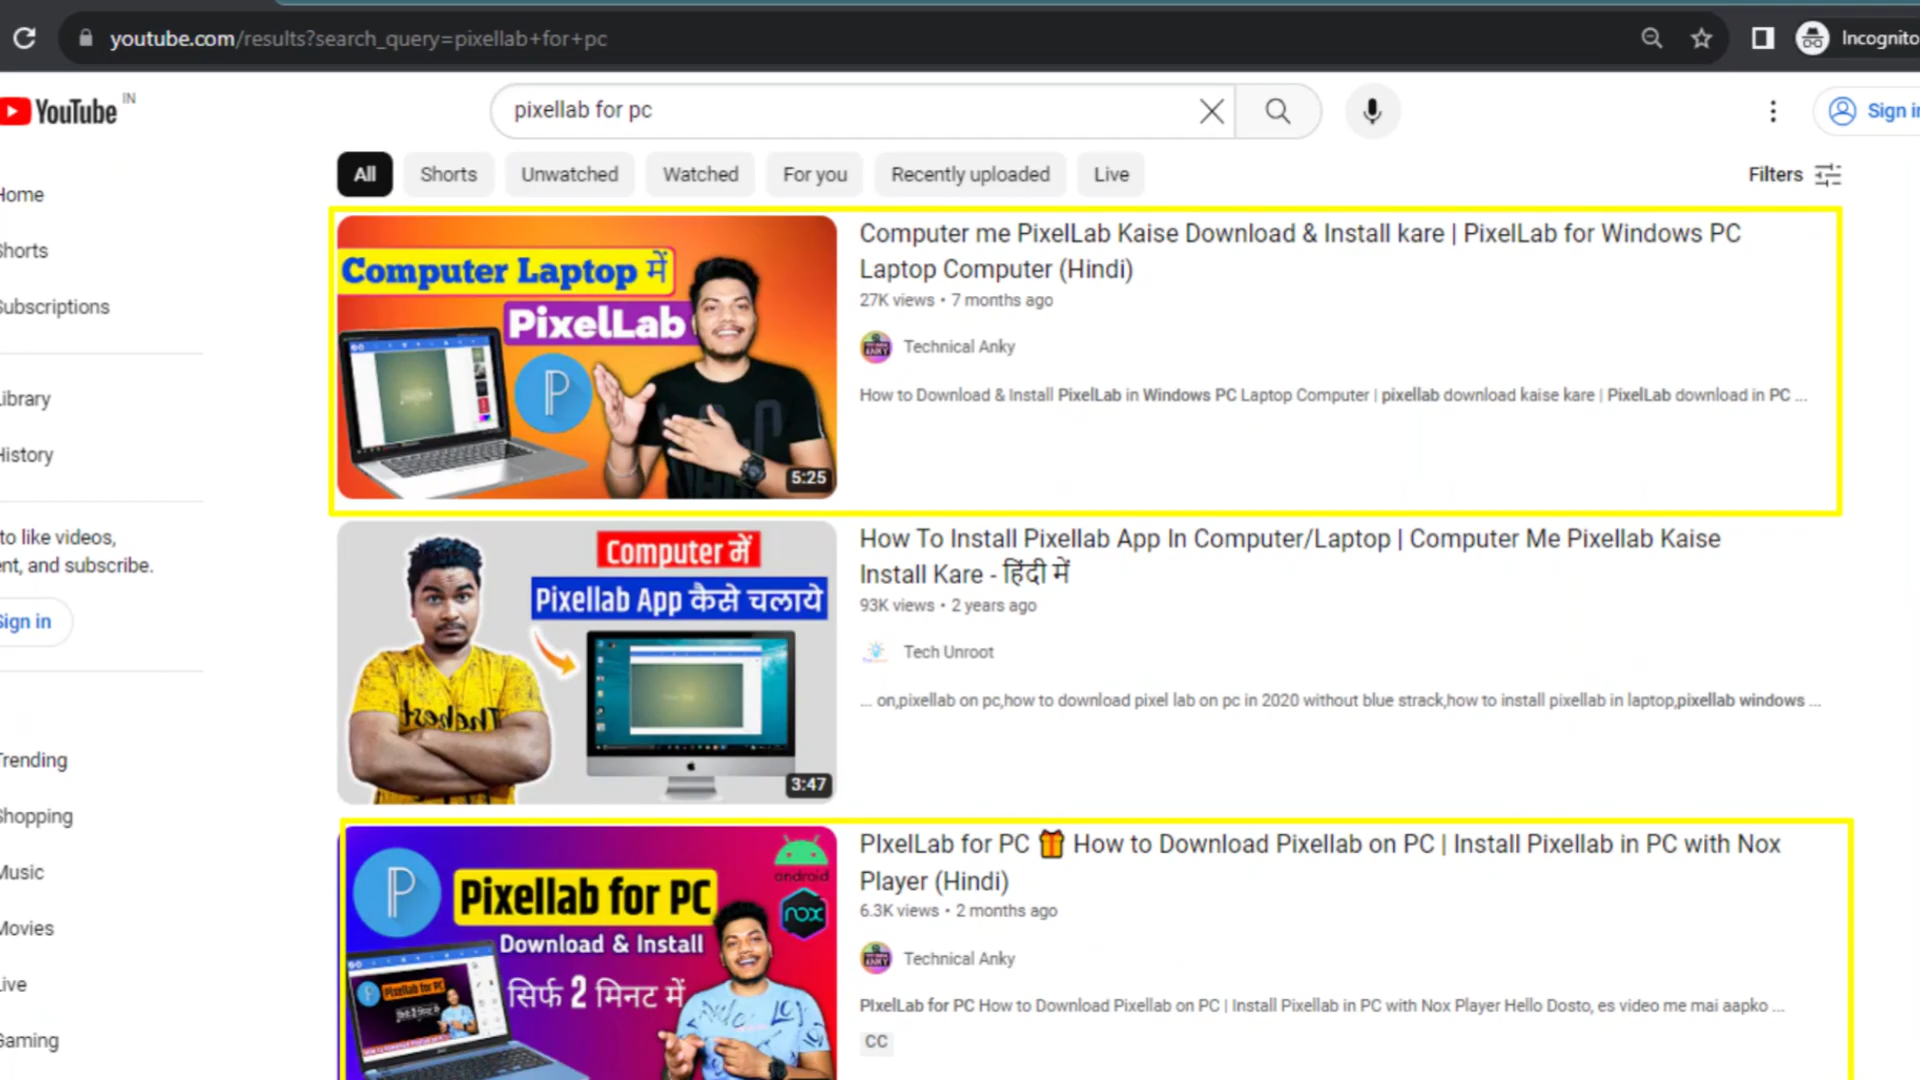 youtube.com/results?search_query=pixellab+for+pc
Incognito
YouTube IN
pixellab for pc
Sign in
All
Shorts
Unwatched
Watched
For you
Recently uploaded
Live
Filters
Home
Shorts
Subscriptions
Library
History
to like videos,
ent, and subscribe.
Sign in
Trending
Shopping
Music
Movies
Live
Gaming
Computer Laptop में
PixelLab
5:25
Computer me PixelLab Kaise Download & Install kare | PixelLab for Windows PC
Laptop Computer (Hindi)
27K views • 7 months ago
Technical Anky
How to Download & Install PixelLab in Windows PC Laptop Computer | pixellab download kaise kare | PixelLab download in PC ...
Computer में
Pixellab App कैसे चलाये
3:47
How To Install Pixellab App In Computer/Laptop | Computer Me Pixellab Kaise
Install Kare - हिंदी में
93K views • 2 years ago
Tech Unroot
... on,pixellab on pc,how to download pixel lab on pc in 2020 without blue strack,how to install pixellab in laptop,pixellab windows ...
android
nox
Pixellab for PC
Download & Install
सिर्फ 2 मिनट में
Pixellab for PC
PIxelLab for PC 🎁 How to Download Pixellab on PC | Install Pixellab in PC with Nox
Player (Hindi)
6.3K views • 2 months ago
Technical Anky
PIxelLab for PC How to Download Pixellab on PC | Install Pixellab in PC with Nox Player Hello Dosto, es video me mai aapko ...
CC